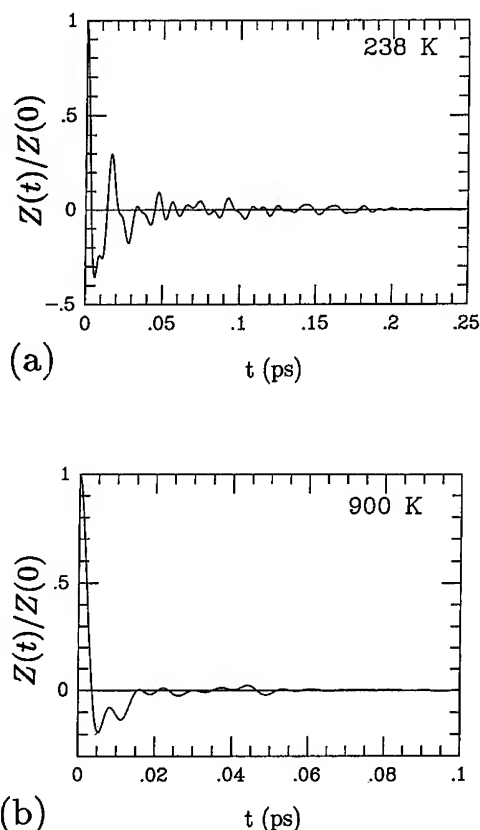 1
238 K
.5
Z(t)/Z(0)
0
-.5
0 .05 .1 .15 .2 .25
(a)
t (ps)
1
900 K
.5
Z(t)/Z(0)
0
0 .02 .04 .06 .08 .1
(b)
t (ps)